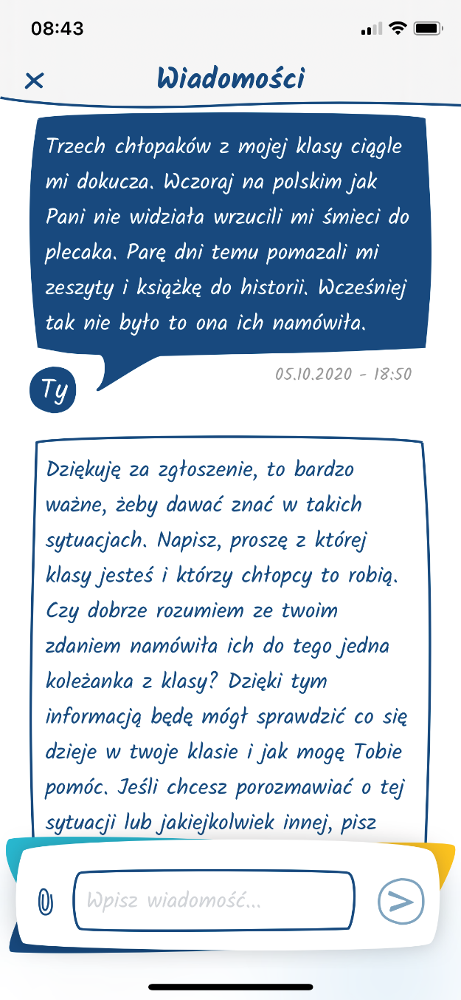 08:43
Wiadomości
Trzech chłopaków z mojej klasy ciągle
mi dokucza. Wczoraj na polskim jak
Pani nie widziała wrzucili mi śmieci do
plecaka. Parę dni temu pomazali mi
zeszyty i książkę do historii. Wcześniej
tak nie było to ona ich namówiła.
05.10.2020 - 18:50
Ty
Dziękuję za zgłoszenie, to bardzo
ważne, żeby dawać znać w takich
sytuacjach. Napisz, proszę z której
klasy jesteś i którzy chłopcy to robią.
Czy dobrze rozumiem ze twoim
zdaniem namówiła ich do tego jedna
koleżanka z klasy? Dzięki tym
informacją będę mógł sprawdzić co się
dzieje w twoje klasie i jak mogę Tobie
pomóc. Jeśli chcesz porozmawiać o tej
sytuacji lub jakiejkolwiek innej, pisz
Wpisz wiadomość...